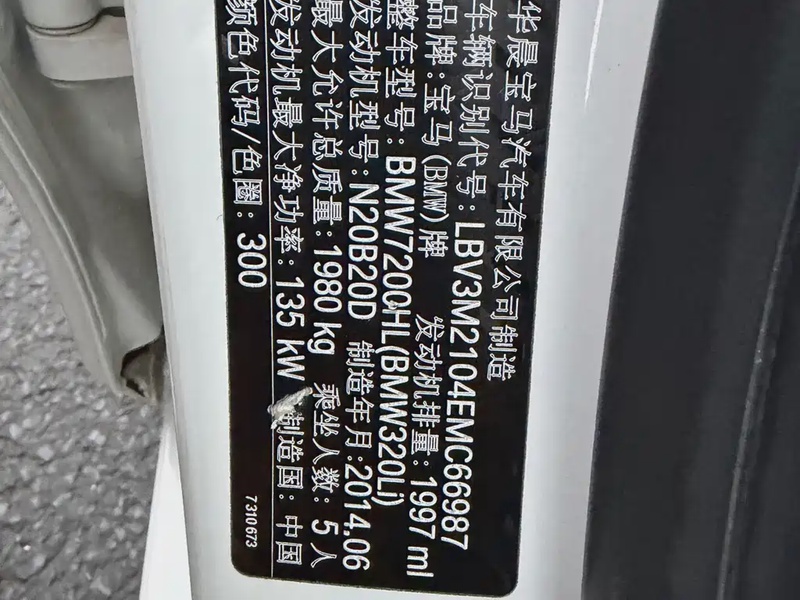 华晨宝马汽车有限公司制造
车辆识别代号: LBV3M2104EMC66987
品牌: 宝马(BMW)牌 发动机排量: 1997 ml
整车型号: BMW7200HL(BMW320Li)
发动机型号: N20B20D 制造年月: 2014.06
最大允许总质量: 1980 kg 乘坐人数: 5 人
发动机最大净功率: 135 kW 制造国: 中国
颜色代码/色圈: 300
7310673